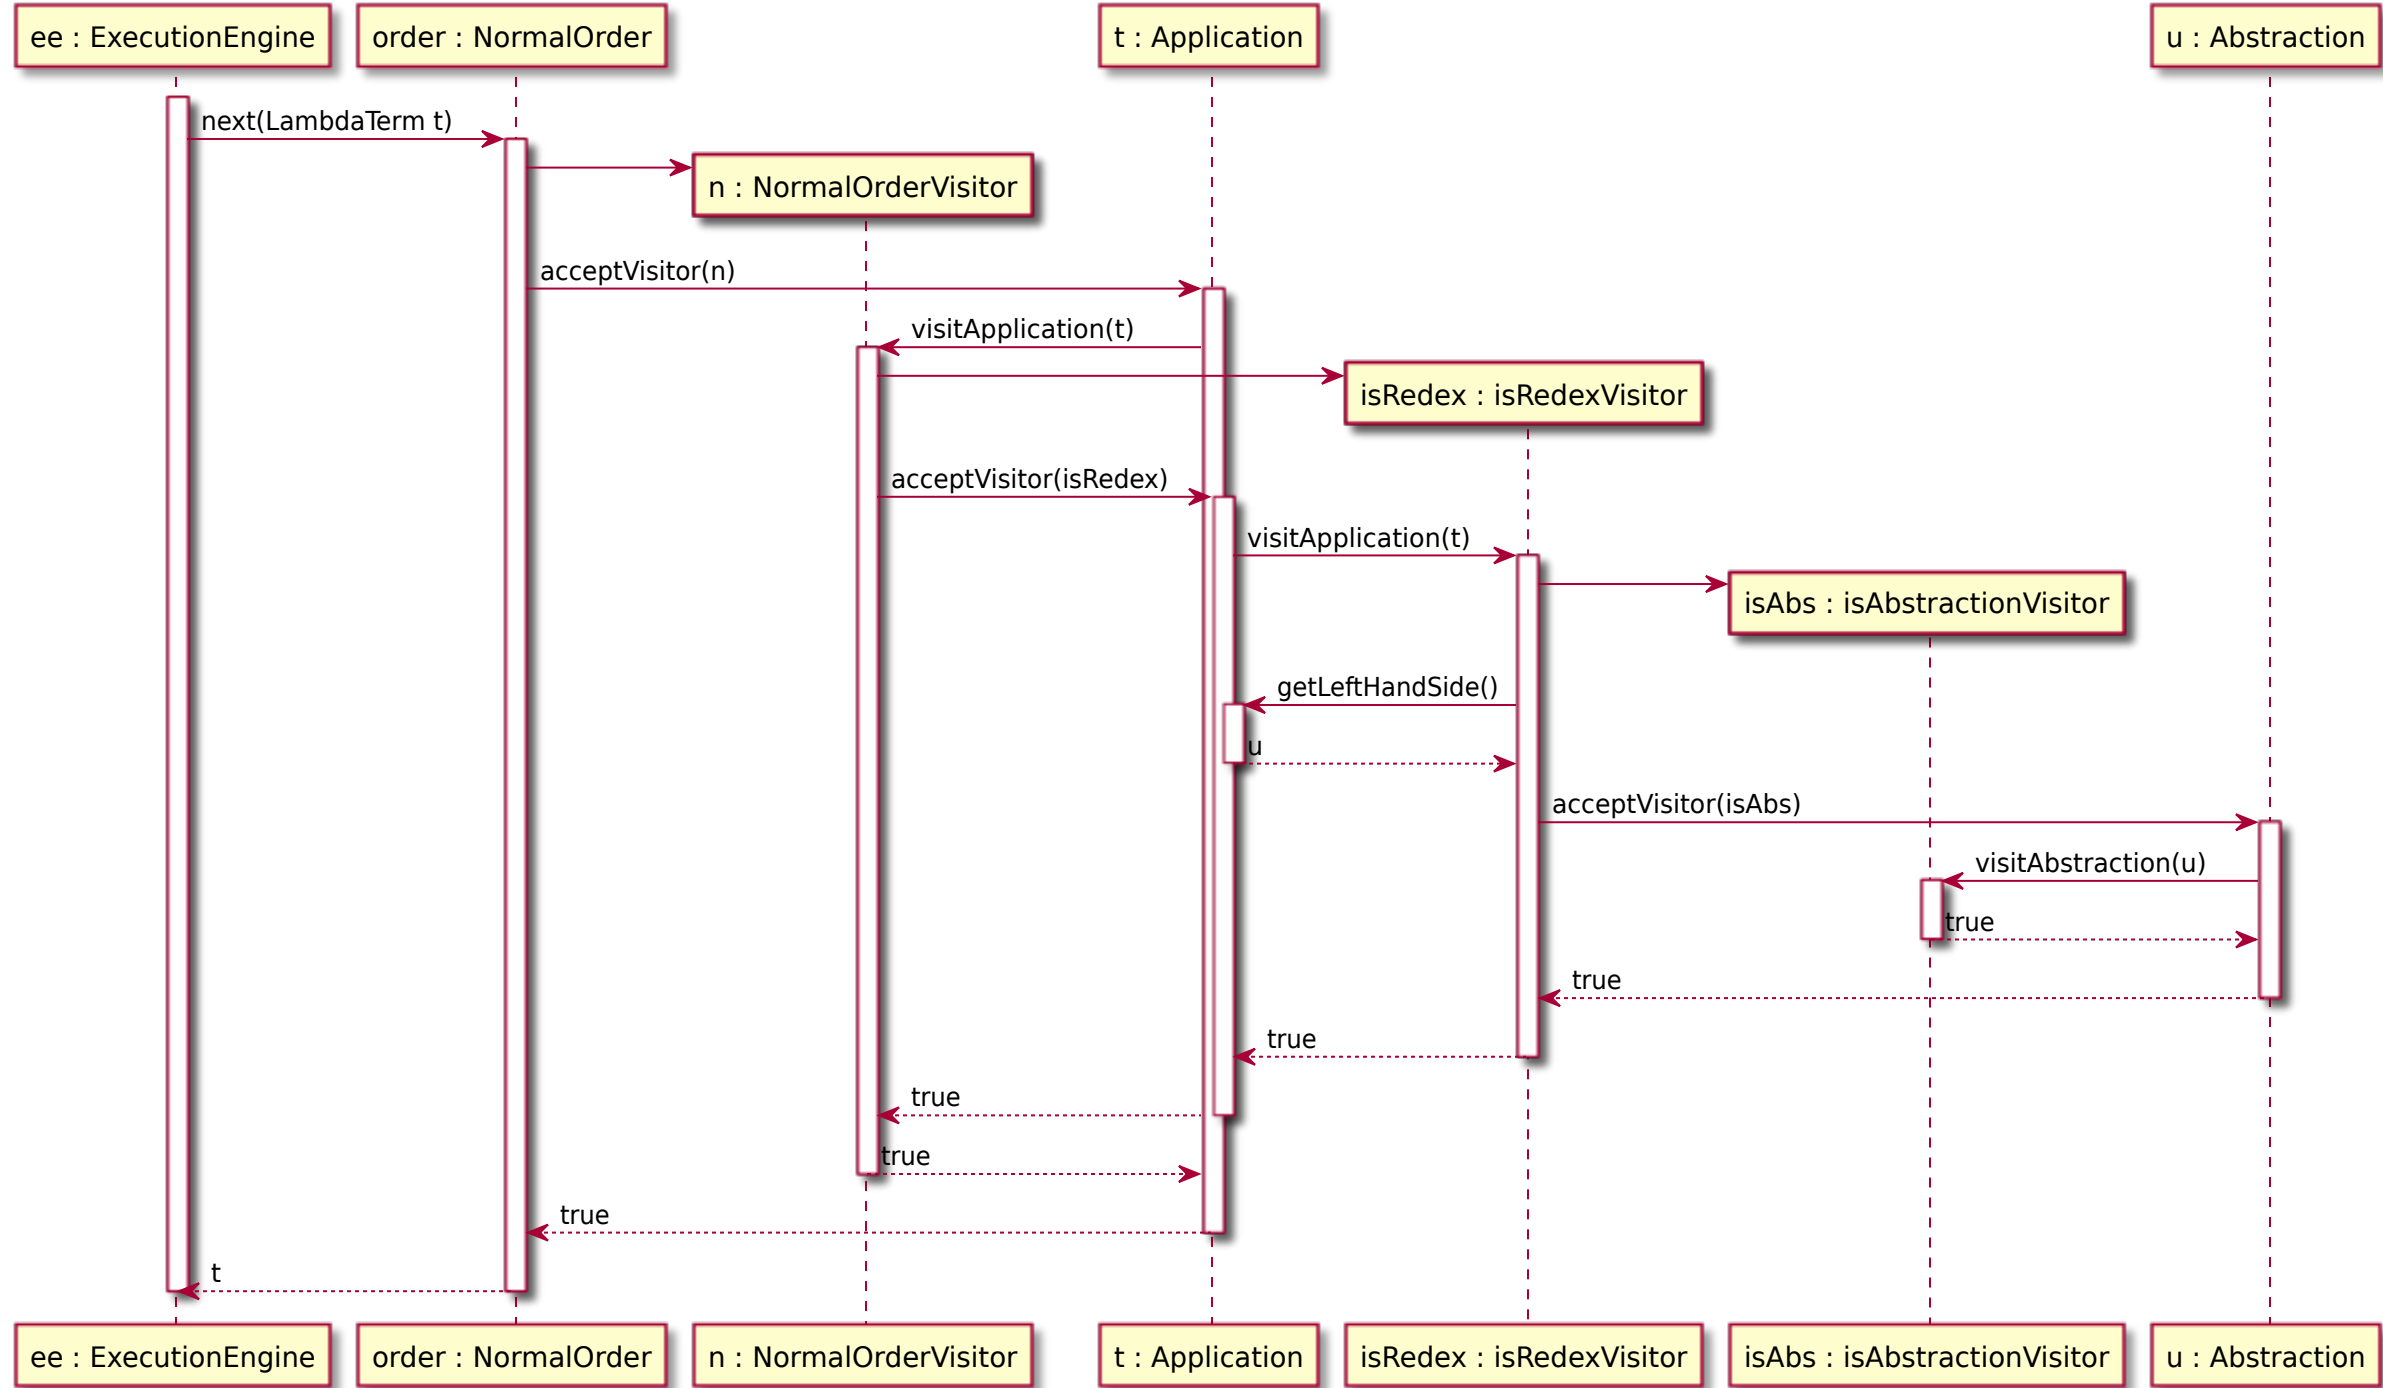 ee : ExecutionEngine
order : NormalOrder
t : Application
u : Abstraction
next(LambdaTerm t)
n : NormalOrderVisitor
acceptVisitor(n)
visitApplication(t)
isRedex : isRedexVisitor
acceptVisitor(isRedex)
visitApplication(t)
isAbs : isAbstractionVisitor
getLeftHandSide()
u
acceptVisitor(isAbs)
visitAbstraction(u)
true
true
true
true
true
true
t
ee : ExecutionEngine
order : NormalOrder
n : NormalOrderVisitor
t : Application
isRedex : isRedexVisitor
isAbs : isAbstractionVisitor
u : Abstraction